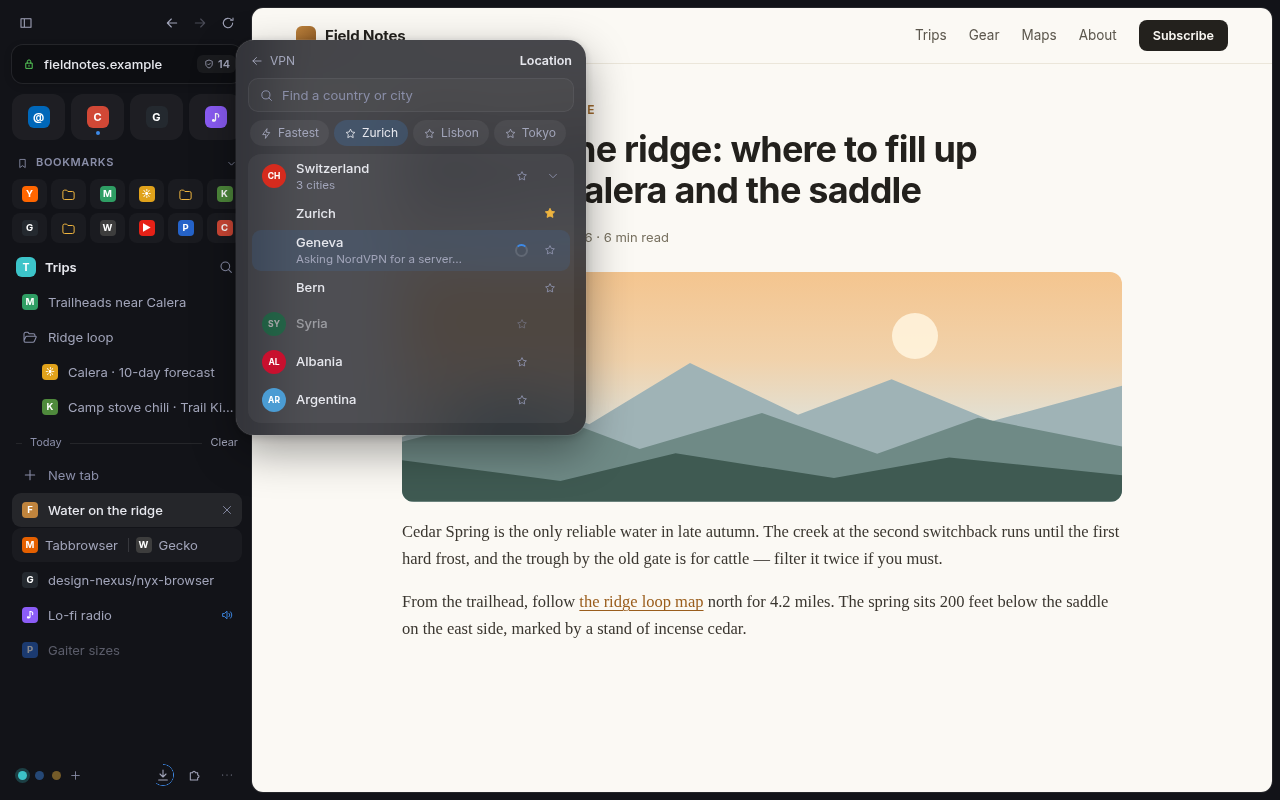 fieldnotes.example
14
@
C
G
BOOKMARKS
Y
M
K
G
W
P
C
T
Trips
M
Trailheads near Calera
Ridge loop
Calera · 10-day forecast
K
Camp stove chili · Trail Ki...
Today
Clear
New tab
F
Water on the ridge
M
Tabbrowser
W
Gecko
G
design-nexus/nyx-browser
Lo-fi radio
P
Gaiter sizes
VPN
Location
Find a country or city
Fastest
Zurich
Lisbon
Tokyo
CH
Switzerland
3 cities
Zurich
Geneva
Asking NordVPN for a server...
Bern
SY
Syria
AL
Albania
AR
Argentina
Field Notes
Trips
Gear
Maps
About
Subscribe
E
ne ridge: where to fill up
alera and the saddle
6 · 6 min read
Cedar Spring is the only reliable water in late autumn. The creek at the second switchback runs until the first
hard frost, and the trough by the old gate is for cattle — filter it twice if you must.
From the trailhead, follow the ridge loop map north for 4.2 miles. The spring sits 200 feet below the saddle
on the east side, marked by a stand of incense cedar.